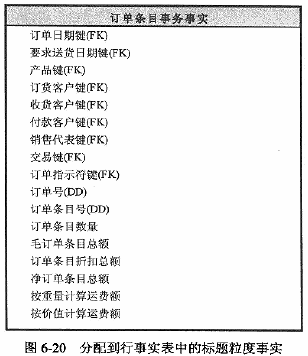 订单条目事务事实
订单日期键(FK)
要求送货日期键(FK)
产品键(FK)
订货客户键(FK)
收货客户键(FK)
付款客户键(FK)
销售代表键(FK)
交易键(FK)
订单指示符键(FK)
订单号(DD)
订单条目号(DD)
订单条目数量
毛订单条目总额
订单条目折扣总额
净订单条目总额
按重量计算运费额
按价值计算运费额
图 6-20 分配到行事实表中的标题粒度事实